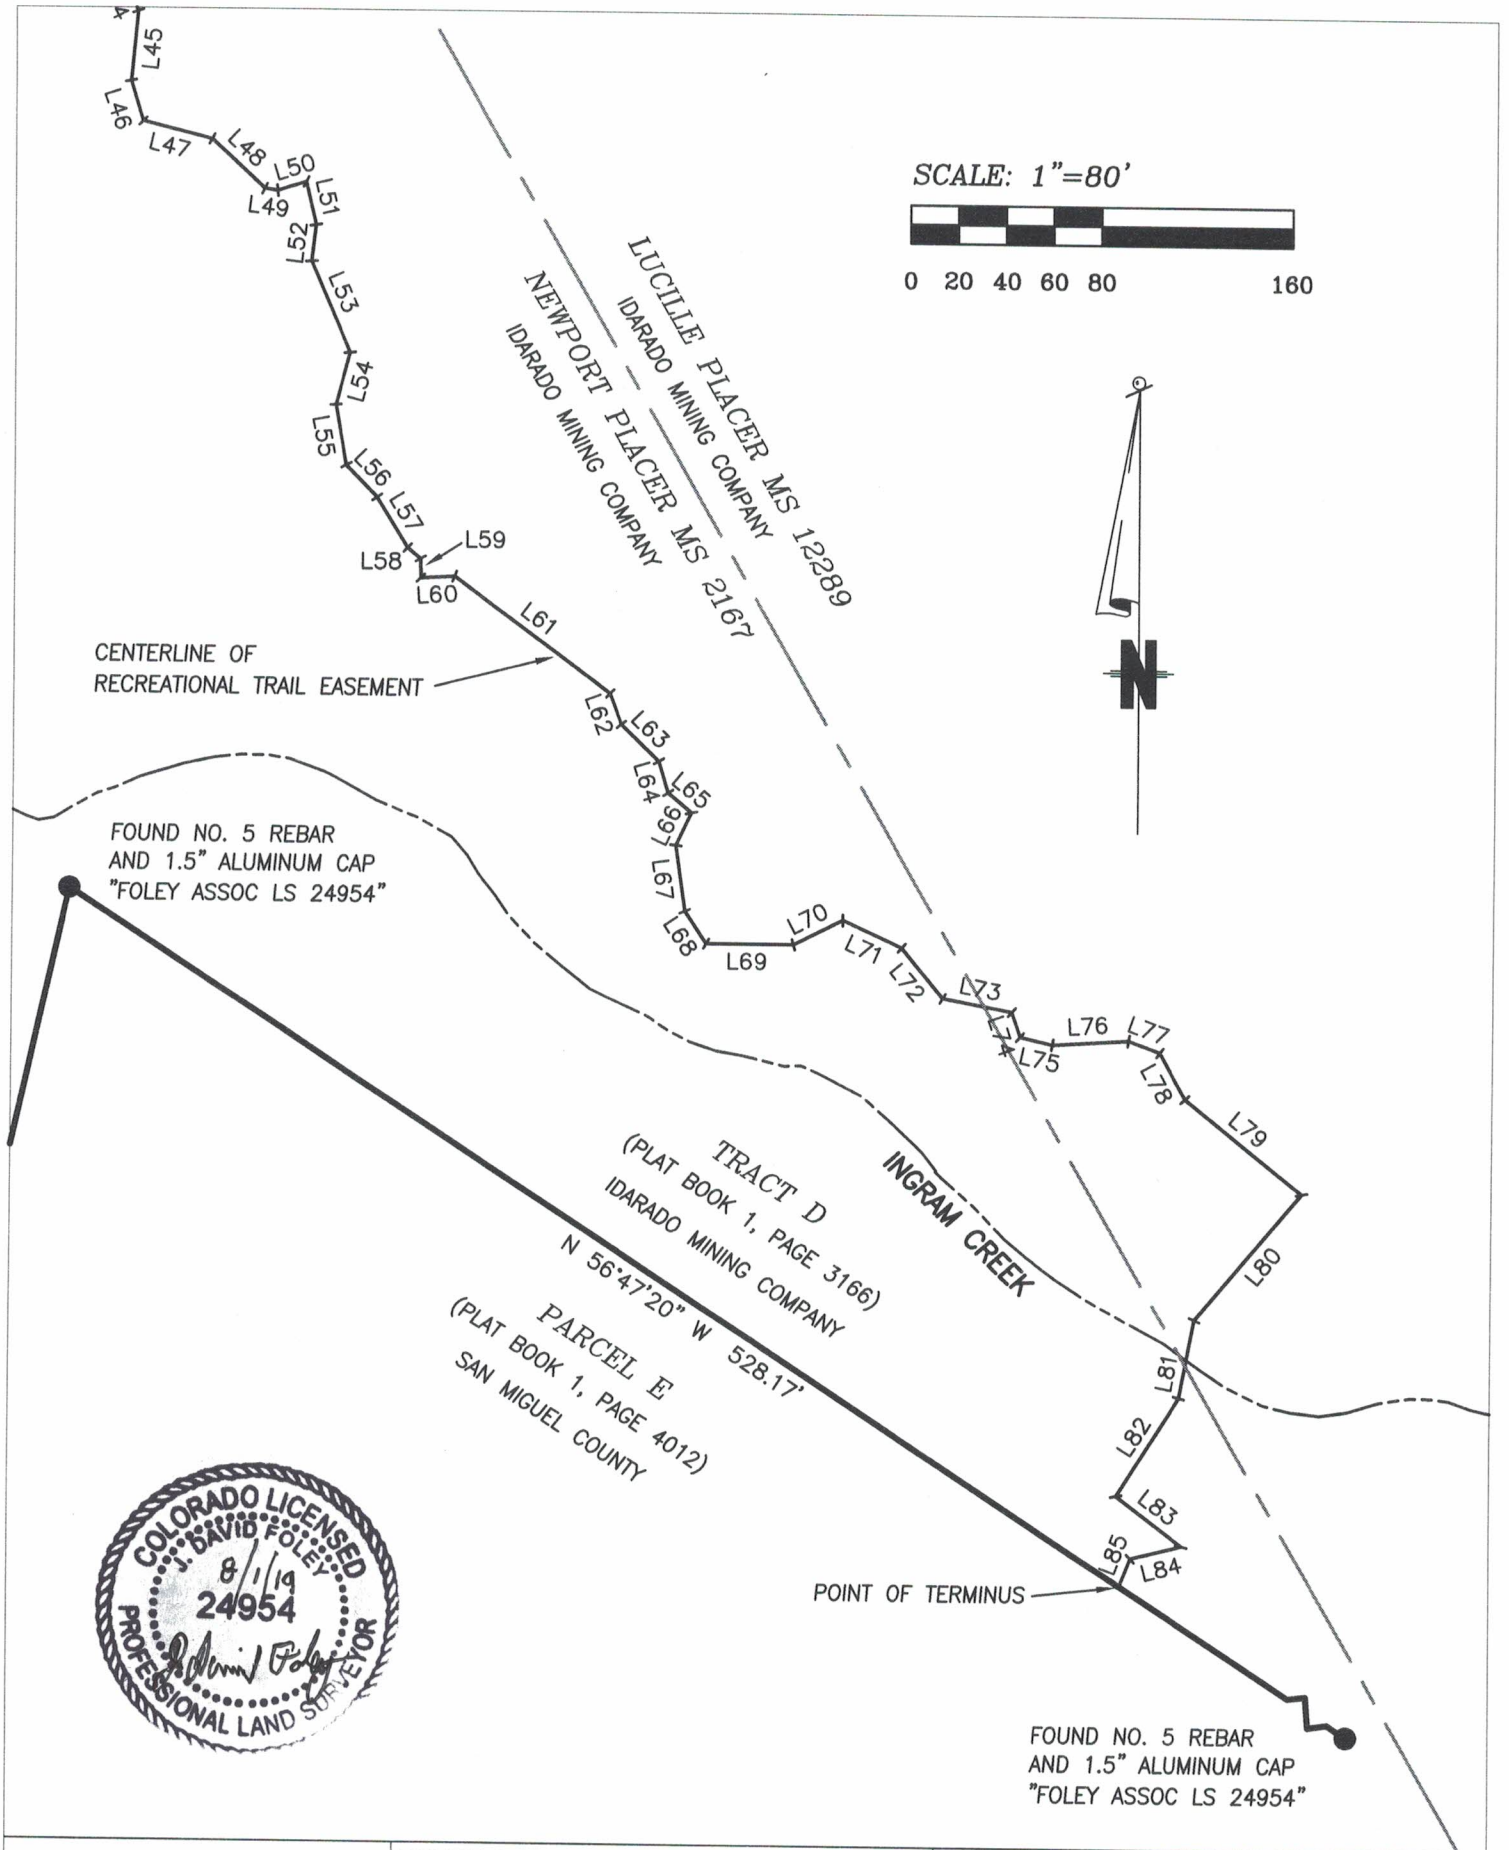 4
L45
L46
L47
L48
L49
L50
L51
L52
L53
L54
L55
L56
L57
L58
L59
L60
L61
L62
L63
L64
L65
L66
L67
L68
L69
L70
L71
L72
L73
L74
L75
L76
L77
L78
L79
L80
L81
L82
L83
L84
L85
SCALE: 1"=80'
0 20 40 60 80 160
LUCILLE PLACER MS 12289
IDARADO MINING COMPANY
NEWPORT PLACER MS 2167
IDARADO MINING COMPANY
N
CENTERLINE OF
RECREATIONAL TRAIL EASEMENT
FOUND NO. 5 REBAR
AND 1.5" ALUMINUM CAP
"FOLEY ASSOC LS 24954"
TRACT D
(PLAT BOOK 1, PAGE 3166)
IDARADO MINING COMPANY
INGRAM CREEK
N 56°47'20" W 528.17'
PARCEL E
(PLAT BOOK 1, PAGE 4012)
SAN MIGUEL COUNTY
POINT OF TERMINUS
COLORADO LICENSED
J. DAVID FOLEY
8/1/19
24954
PROFESSIONAL LAND SURVEYOR
FOUND NO. 5 REBAR
AND 1.5" ALUMINUM CAP
"FOLEY ASSOC LS 24954"